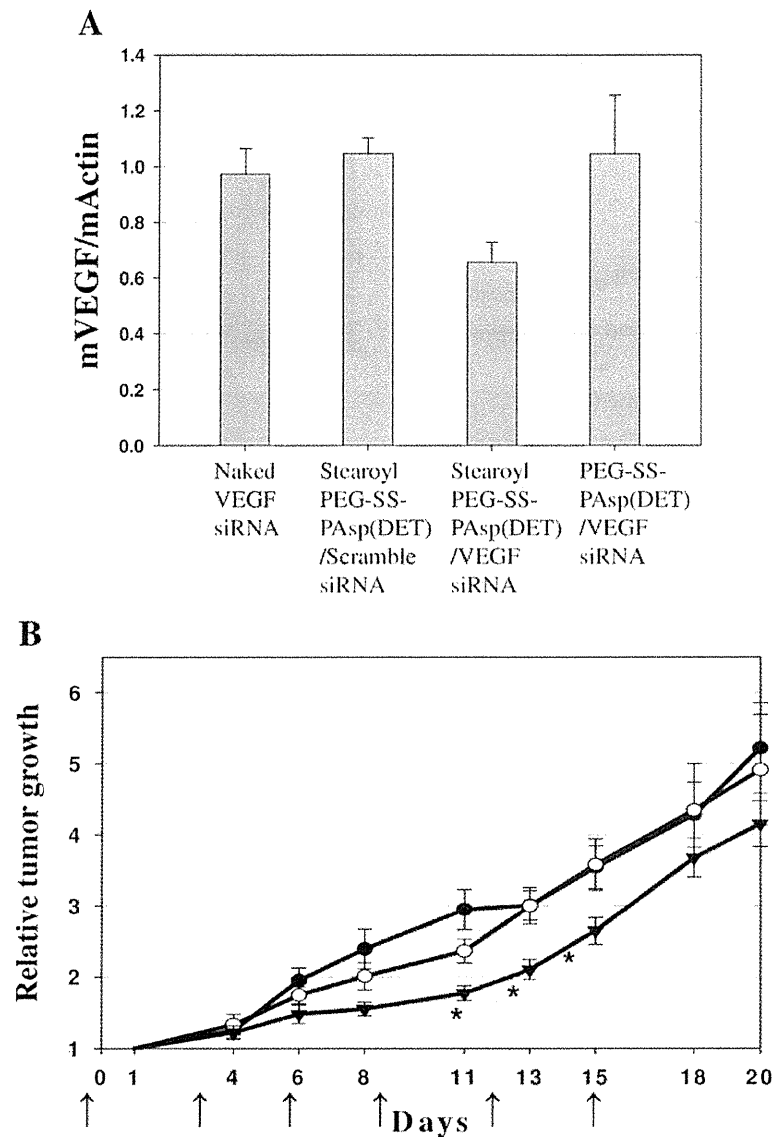 A
mVEGF/mActin
1.4
1.2
1.0
0.8
0.6
0.4
0.2
0.0
Naked
VEGF
siRNA
Stearoyl
PEG-SS-
PAsp(DET)
/Scramble
siRNA
Stearoyl
PEG-SS-
PAsp(DET)
/VEGF
siRNA
PEG-SS-
PAsp(DET)
/VEGF
siRNA
B
Relative tumor growth
6
5
4
3
2
1
* * *
0 1 4 6 8 11 13 15 18 20
Days